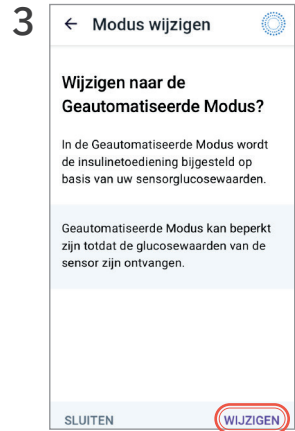 3
← Modus wijzigen
Wijzigen naar de
Geautomatiseerde Modus?
In de Geautomatiseerde Modus wordt
de insulinetoediening bijgesteld op
basis van uw sensorglucosewaarden.
Geautomatiseerde Modus kan beperkt
zijn totdat de glucosewaarden van de
sensor zijn ontvangen.
SLUITEN WIJZIGEN